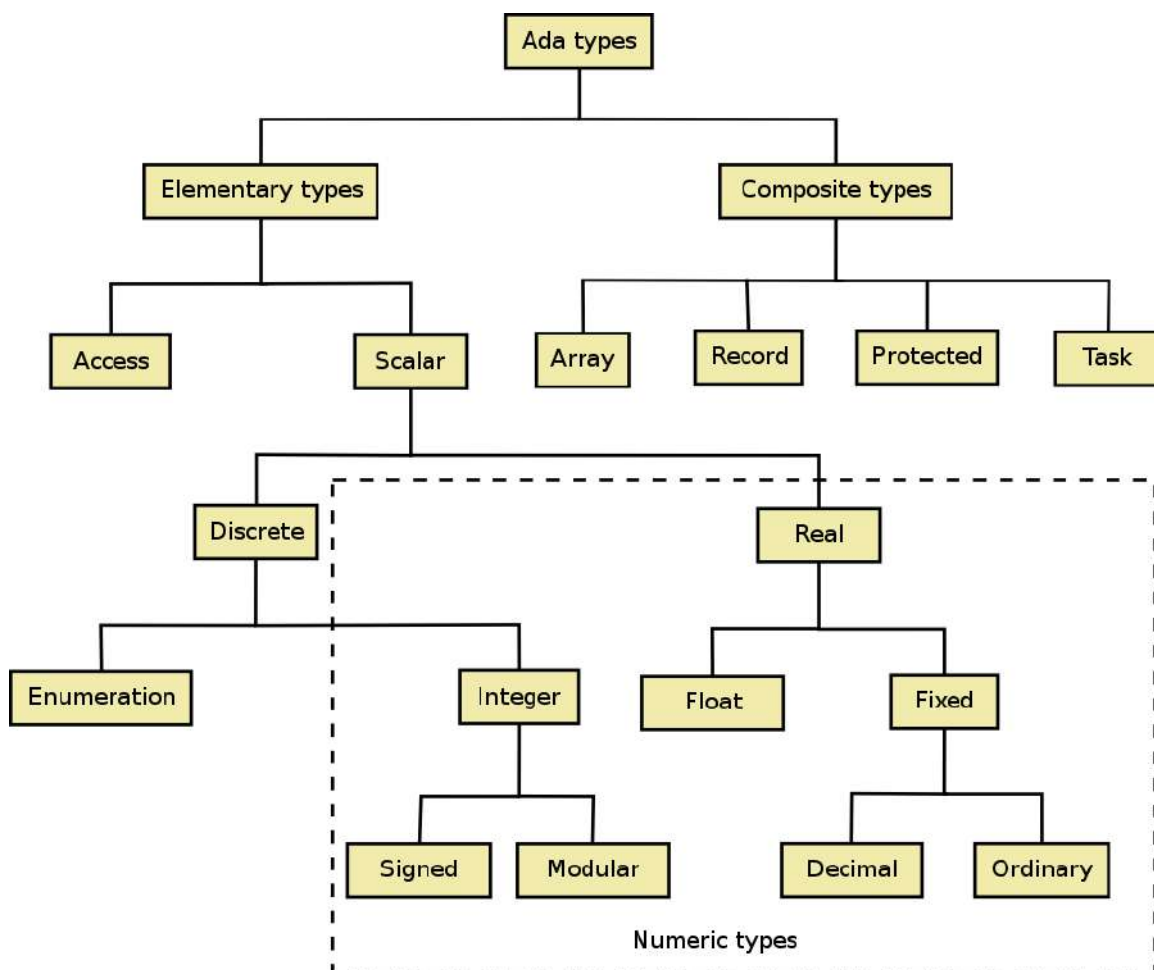 Ada types
Elementary types
Composite types
Access
Scalar
Array
Record
Protected
Task
Discrete
Real
Enumeration
Integer
Float
Fixed
Signed
Modular
Decimal
Ordinary
Numeric types